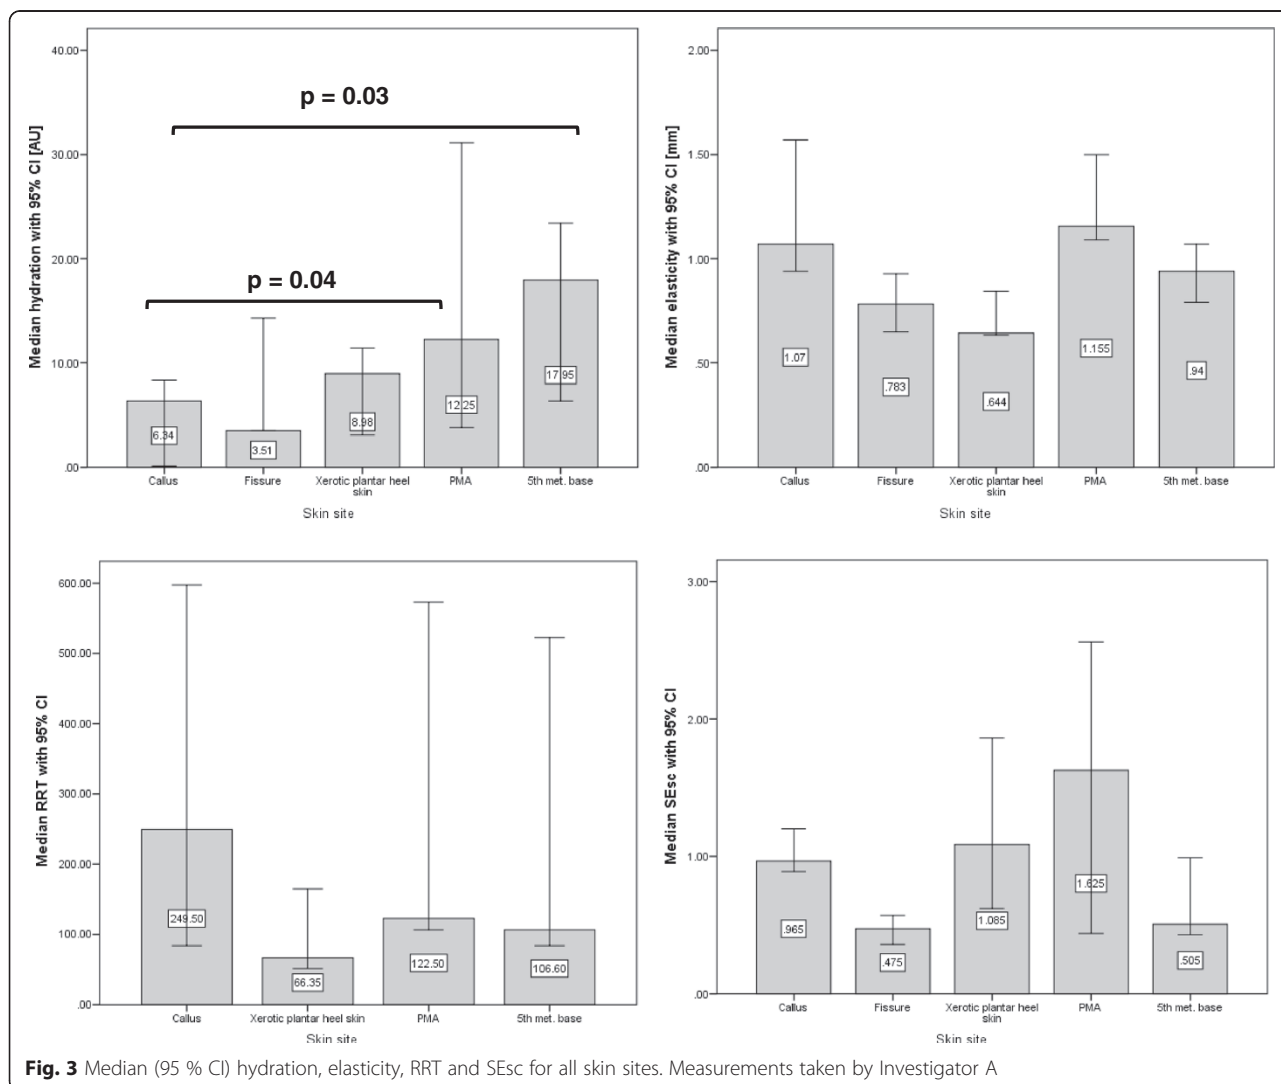 40.00
30.00
20.00
10.00
.00
Median hydration with 95% CI [AU]
p = 0.03
p = 0.04
6.34
3.51
8.98
12.25
17.95
Callus
Fissure
Xerotic plantar heel
skin
PMA
5th met. base
Skin site
2.00
1.50
1.00
.50
.00
Median elasticity with 95% CI [mm]
1.07
.783
.644
1.155
.94
Callus
Fissure
Xerotic plantar heel
skin
PMA
5th met. base
Skin site
600.00
500.00
400.00
300.00
200.00
100.00
.00
Median RRT with 95% CI
249.50
66.35
122.50
106.60
Callus
Xerotic plantar heel skin
PMA
5th met. base
Skin site
3.00
2.00
1.00
.00
Median SEsc with 95% CI
.965
.475
1.085
1.625
.505
Callus
Fissure
Xerotic plantar heel
skin
PMA
5th met. base
Skin site
Fig. 3 Median (95 % CI) hydration, elasticity, RRT and SEsc for all skin sites. Measurements taken by Investigator A